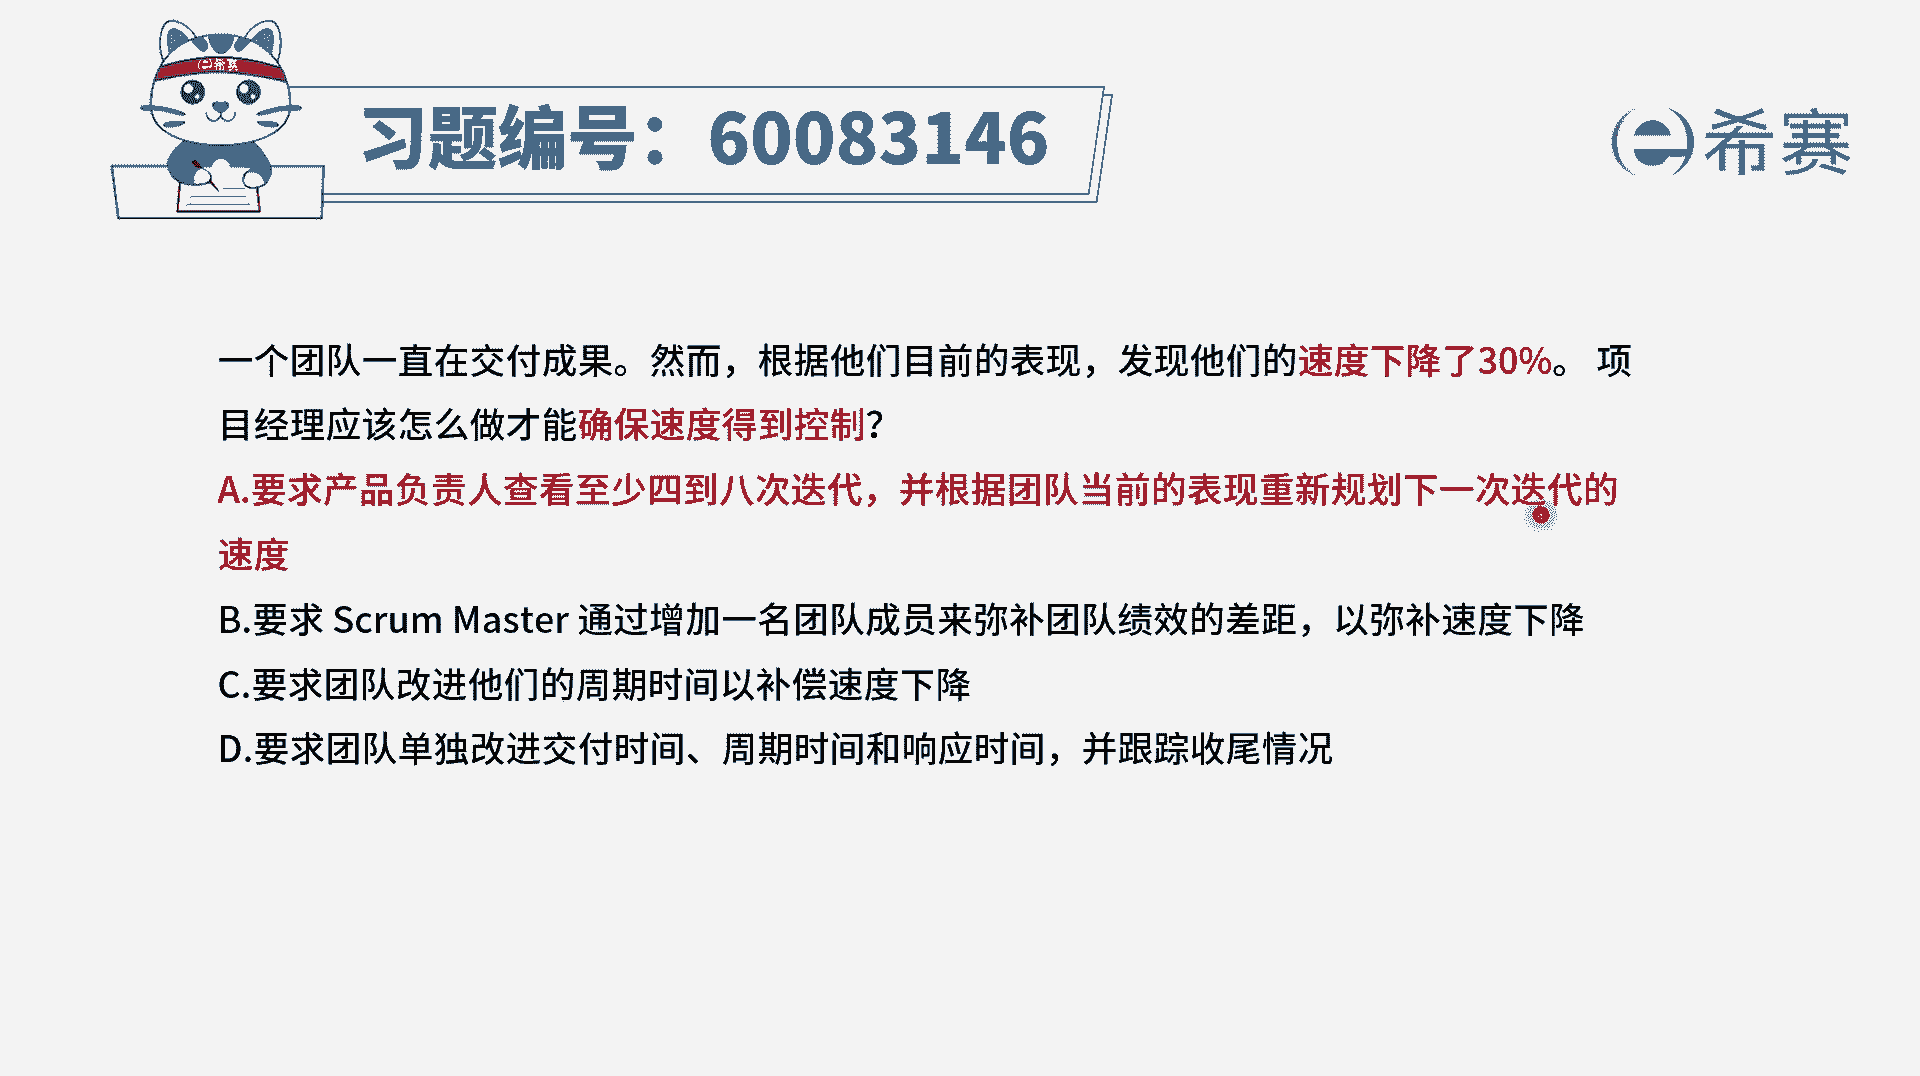 e希赛
习题编号：60083146
e希赛
一个团队一直在交付成果。然而，根据他们目前的表现，发现他们的速度下降了30%。 项
目经理应该怎么做才能确保速度得到控制？
A.要求产品负责人查看至少四到八次迭代，并根据团队当前的表现重新规划下一次迭代的
速度
B.要求 Scrum Master 通过增加一名团队成员来弥补团队绩效的差距，以弥补速度下降
C.要求团队改进他们的周期时间以补偿速度下降
D.要求团队单独改进交付时间、周期时间和响应时间，并跟踪收尾情况